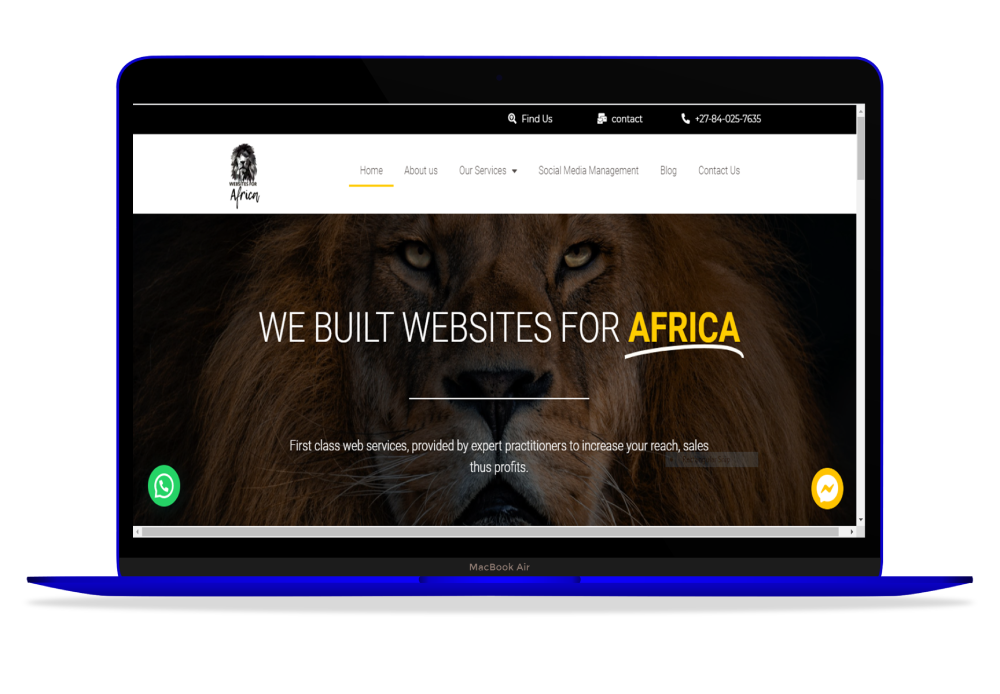 Find Us
contact
+27-84-025-7635
WEBSITES FOR
Africa
Home
About us
Our Services
Social Media Management
Blog
Contact Us
WE BUILT WEBSITES FOR AFRICA
First class web services, provided by expert practitioners to increase your reach, sales
thus profits.
MacBook Air